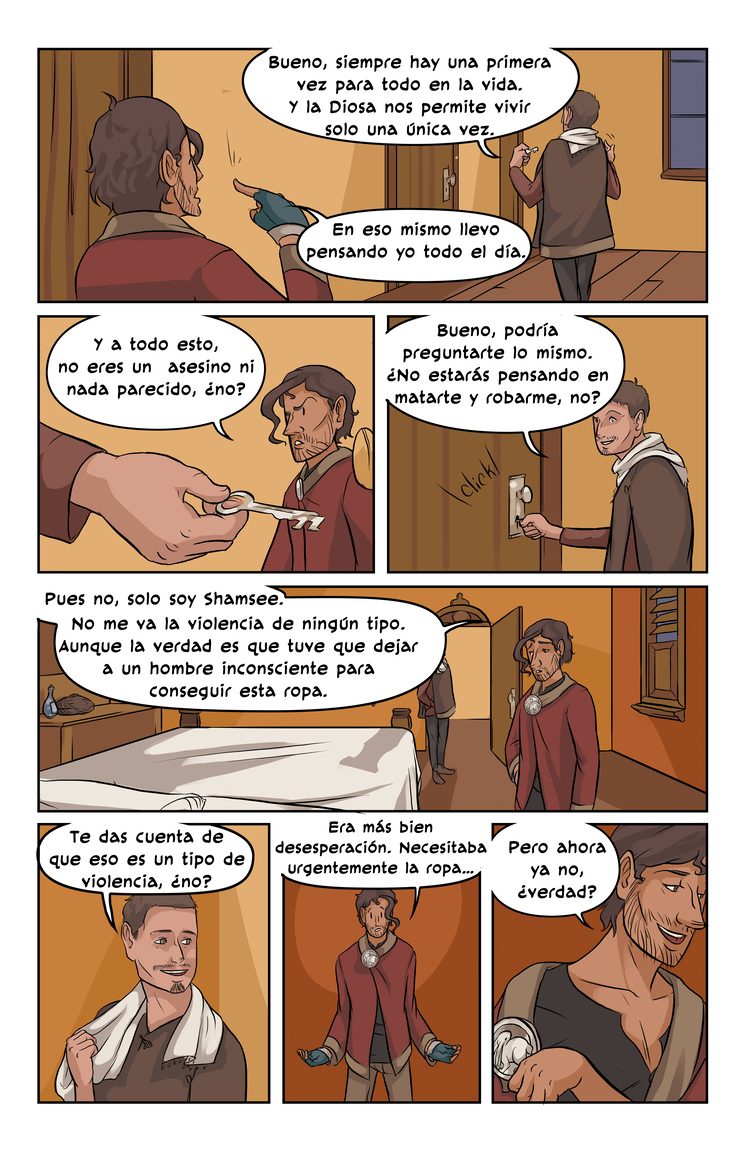 Bueno, siempre hay una primera
vez para todo en la vida.
Y la Diosa nos permite vivir
solo una única vez.
En eso mismo llevo
pensando yo todo el día.
Y a todo esto,
no eres un asesino ni
nada parecido, ¿no?
Bueno, podría
preguntarte lo mismo.
¿No estarás pensando en
matarte y robarme, no?
\click/
Pues no, solo soy Shamsee.
No me va la violencia de ningún tipo.
Aunque la verdad es que tuve que dejar
a un hombre inconsciente para
conseguir esta ropa.
Te das cuenta de
que eso es un tipo de
violencia, ¿no?
Era más bien
desesperación. Necesitaba
urgentemente la ropa...
Pero ahora
ya no,
¿verdad?